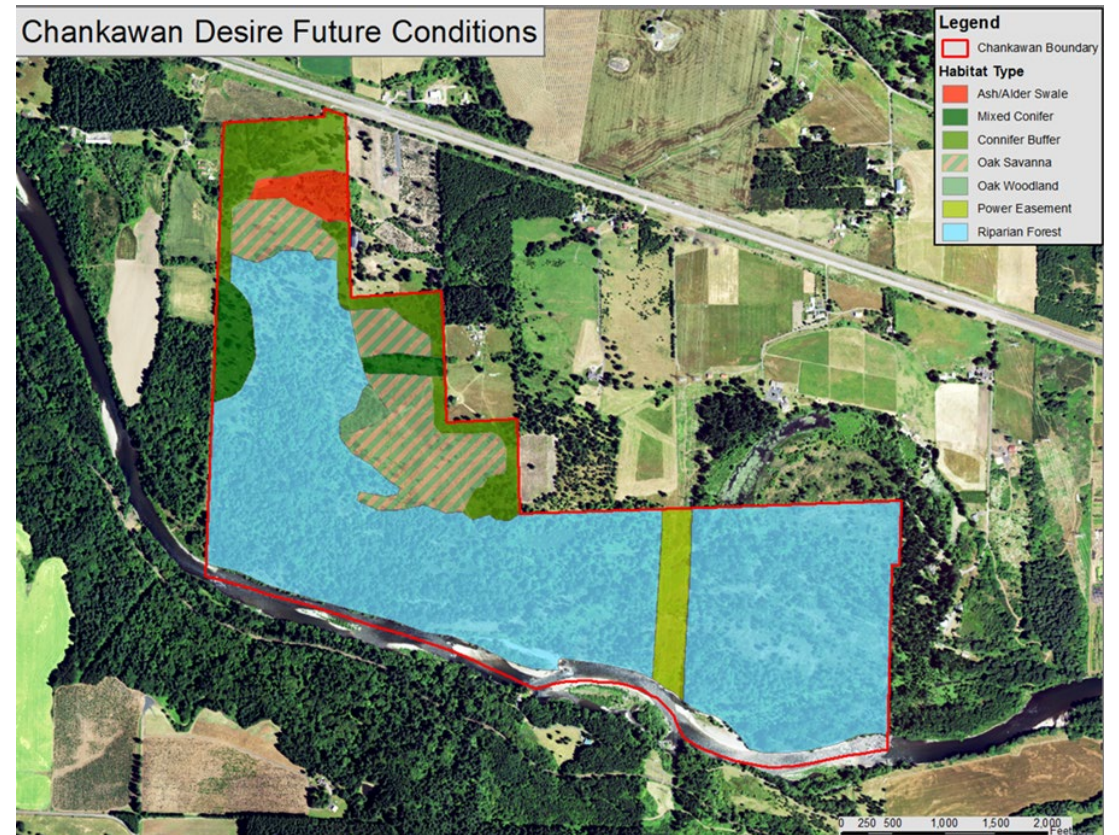 Chankawan Desire Future Conditions
Legend
Chankawan Boundary
Habitat Type
Ash/Alder Swale
Mixed Conifer
Connifer Buffer
Oak Savanna
Oak Woodland
Power Easement
Riparian Forest
0 250 500 1,000 1,500 2,000
Feet